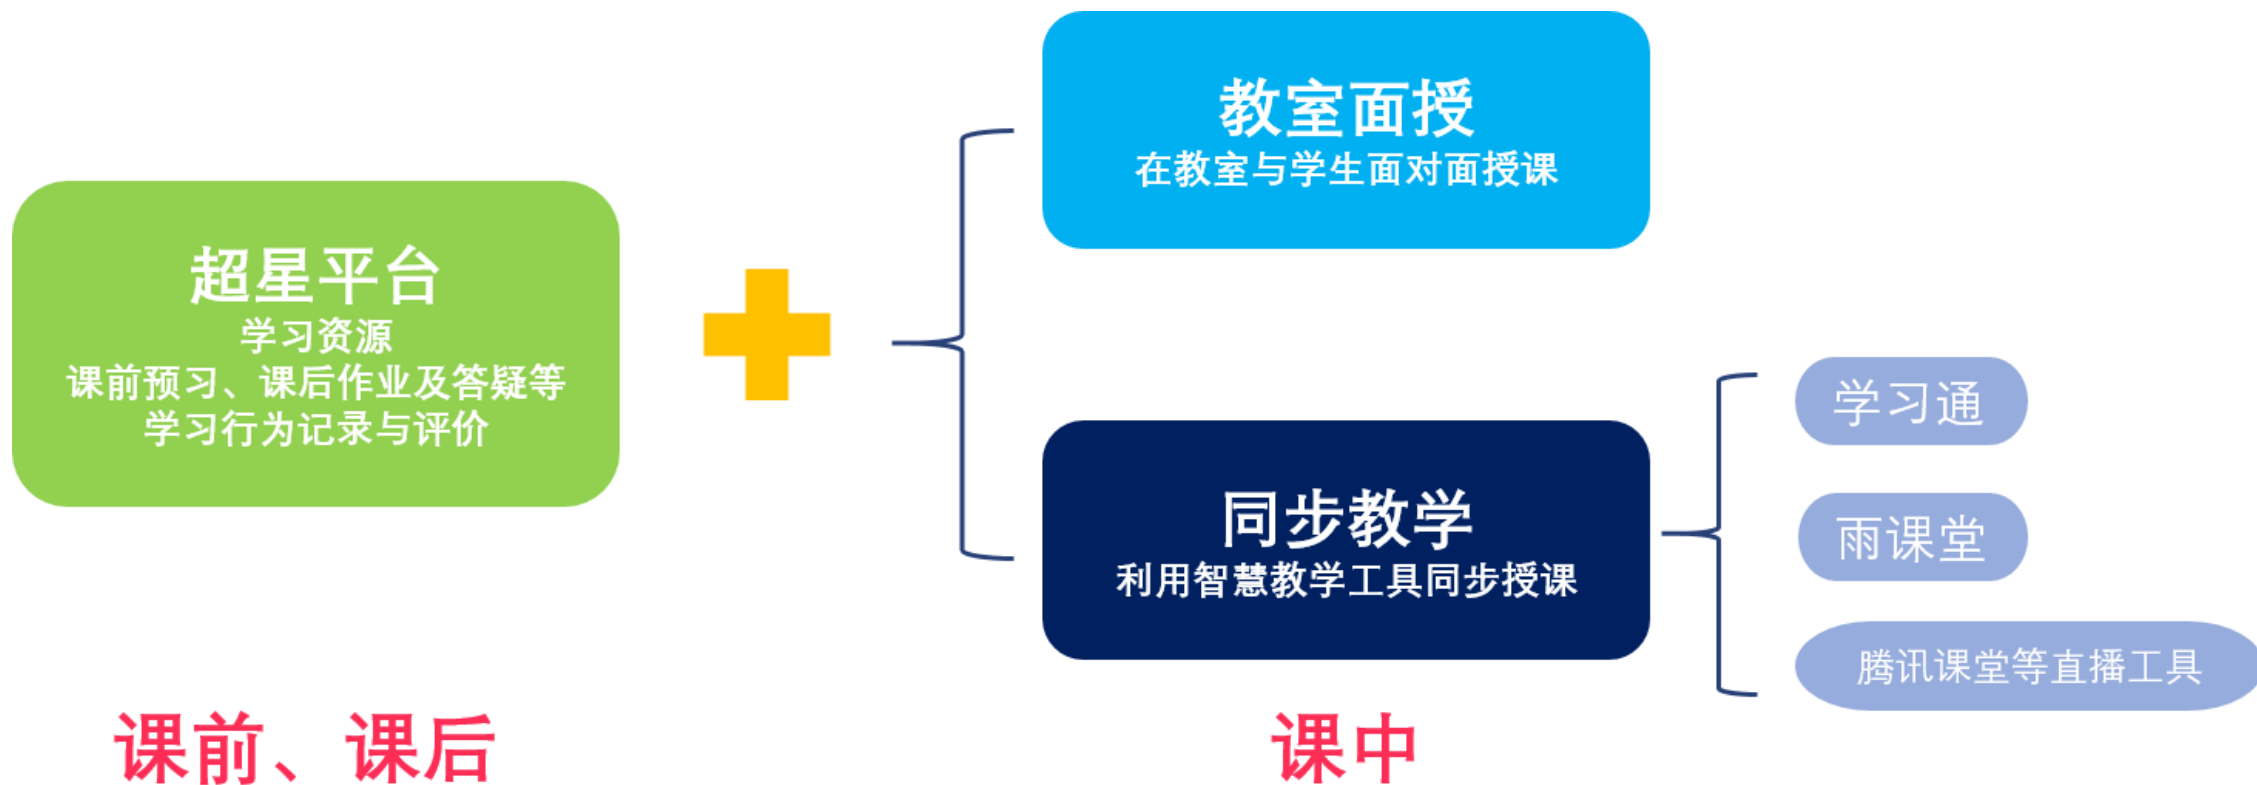 超星平台
学习资源
课前预习、课后作业及答疑等
学习行为记录与评价
课前、课后
教室面授
在教室与学生面对面授课
同步教学
利用智慧教学工具同步授课
课中
学习通
雨课堂
腾讯课堂等直播工具